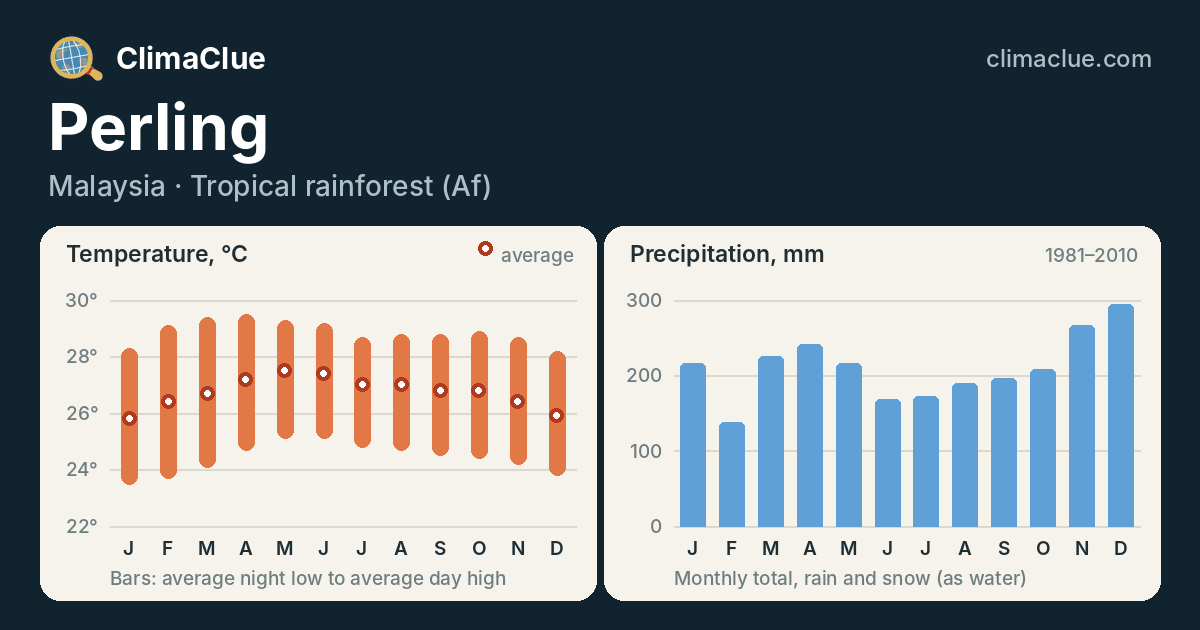 ClimaClue
climaclue.com
Perling
Malaysia · Tropical rainforest (Af)
Temperature, °C
average
30°
28°
26°
24°
22°
J F M A M J J A S O N D
Bars: average night low to average day high
Precipitation, mm
1981–2010
300
200
100
0
J F M A M J J A S O N D
Monthly total, rain and snow (as water)